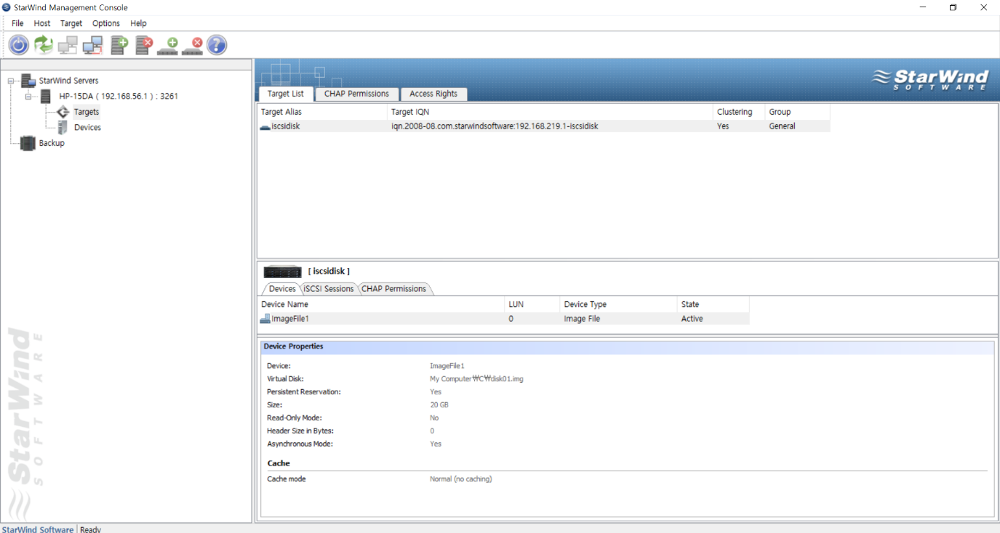 StarWind Management Console
File Host Target Options Help
StarWind Servers
HP-15DA ( 192.168.56.1 ) : 3261
Targets
Devices
Backup
StarWind
SOFTWARE
StarWind
SOFTWARE
Target List CHAP Permissions Access Rights
Target Alias Target IQN Clustering Group
iscsidisk iqn.2008-08.com.starwindsoftware:192.168.219.1-iscsidisk Yes General
[ iscsidisk ]
Devices iSCSI Sessions CHAP Permissions
Device Name LUN Device Type State
ImageFile1 0 Image File Active
Device Properties
Device: ImageFile1
Virtual Disk: My Computer₩C₩disk01.img
Persistent Reservation: Yes
Size: 20 GB
Read-Only Mode: No
Header Size in Bytes: 0
Asynchronous Mode: Yes
Cache
Cache mode Normal (no caching)
StarWind Software Ready